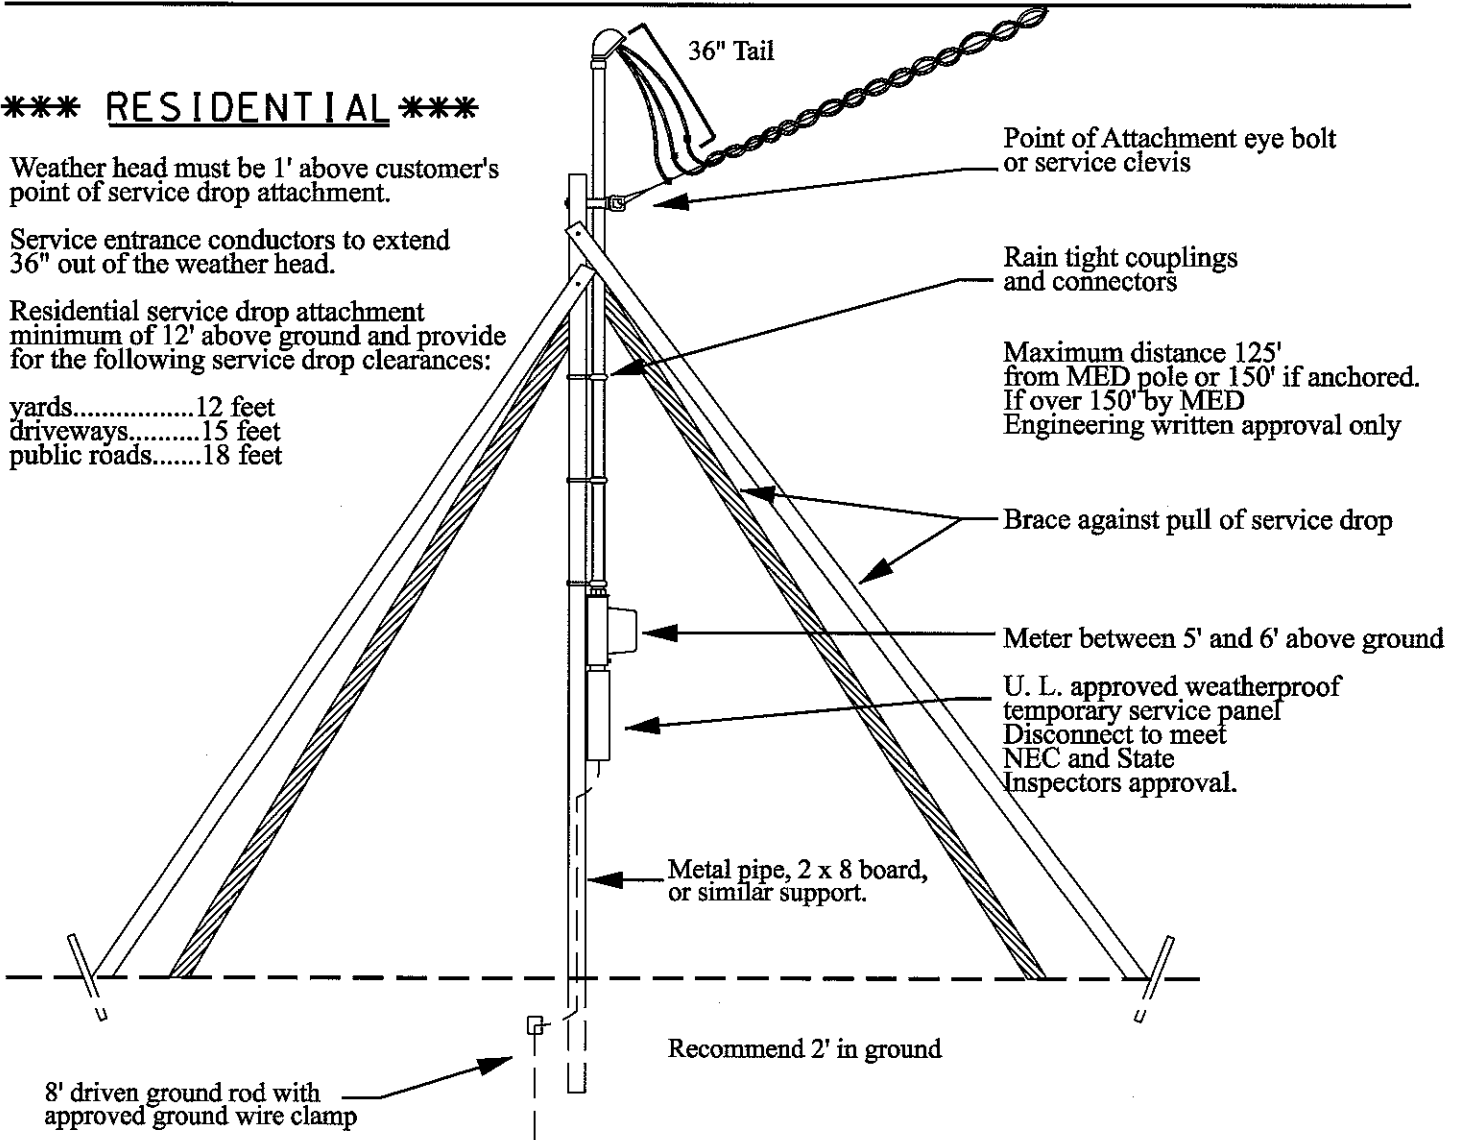 36" Tail
*** RESIDENTIAL ***
Weather head must be 1' above customer's
point of service drop attachment.
Service entrance conductors to extend
36" out of the weather head.
Residential service drop attachment
minimum of 12' above ground and provide
for the following service drop clearances:
yards.................12 feet
driveways..........15 feet
public roads.......18 feet
Point of Attachment eye bolt
or service clevis
Rain tight couplings
and connectors
Maximum distance 125'
from MED pole or 150' if anchored.
If over 150' by MED
Engineering written approval only
Brace against pull of service drop
Meter between 5' and 6' above ground
U. L. approved weatherproof
temporary service panel
Disconnect to meet
NEC and State
Inspectors approval.
Metal pipe, 2 x 8 board,
or similar support.
Recommend 2' in ground
8' driven ground rod with
approved ground wire clamp